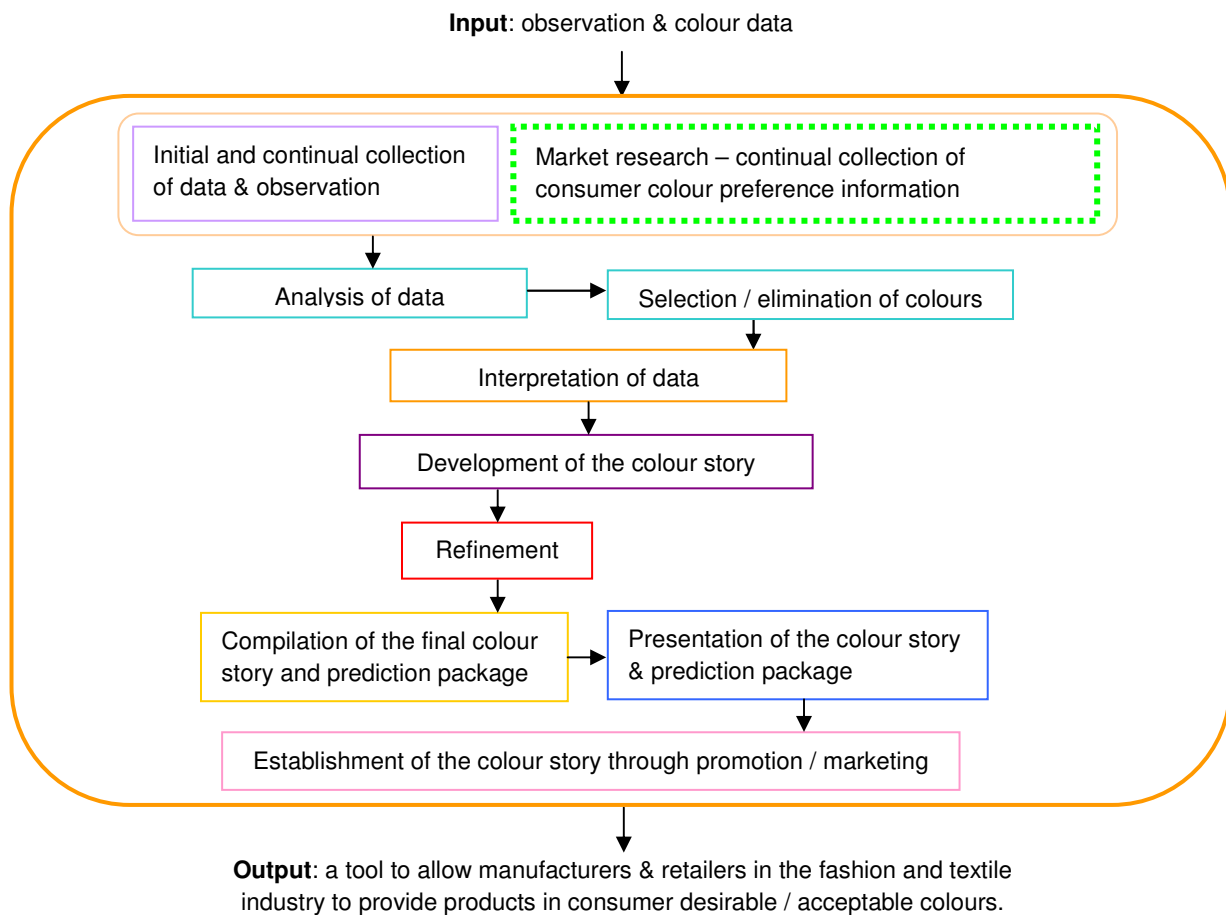 Input: observation & colour data
Initial and continual collection
of data & observation
Market research – continual collection of
consumer colour preference information
Analysis of data
Selection / elimination of colours
Interpretation of data
Development of the colour story
Refinement
Compilation of the final colour
story and prediction package
Presentation of the colour story
& prediction package
Establishment of the colour story through promotion / marketing
Output: a tool to allow manufacturers & retailers in the fashion and textile
industry to provide products in consumer desirable / acceptable colours.